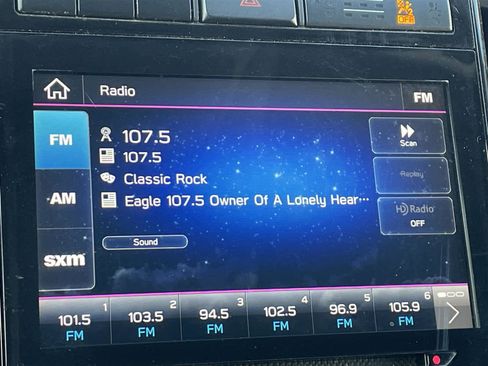 OFF
Radio
FM
FM
107.5
107.5
Classic Rock
Eagle 107.5 Owner Of A Lonely Hear…
Sound
Scan
Replay
HD Radio
OFF
AM
sxm
1
101.5
FM
2
103.5
FM
3
94.5
FM
4
102.5
FM
5
96.9
FM
6
105.9
FM